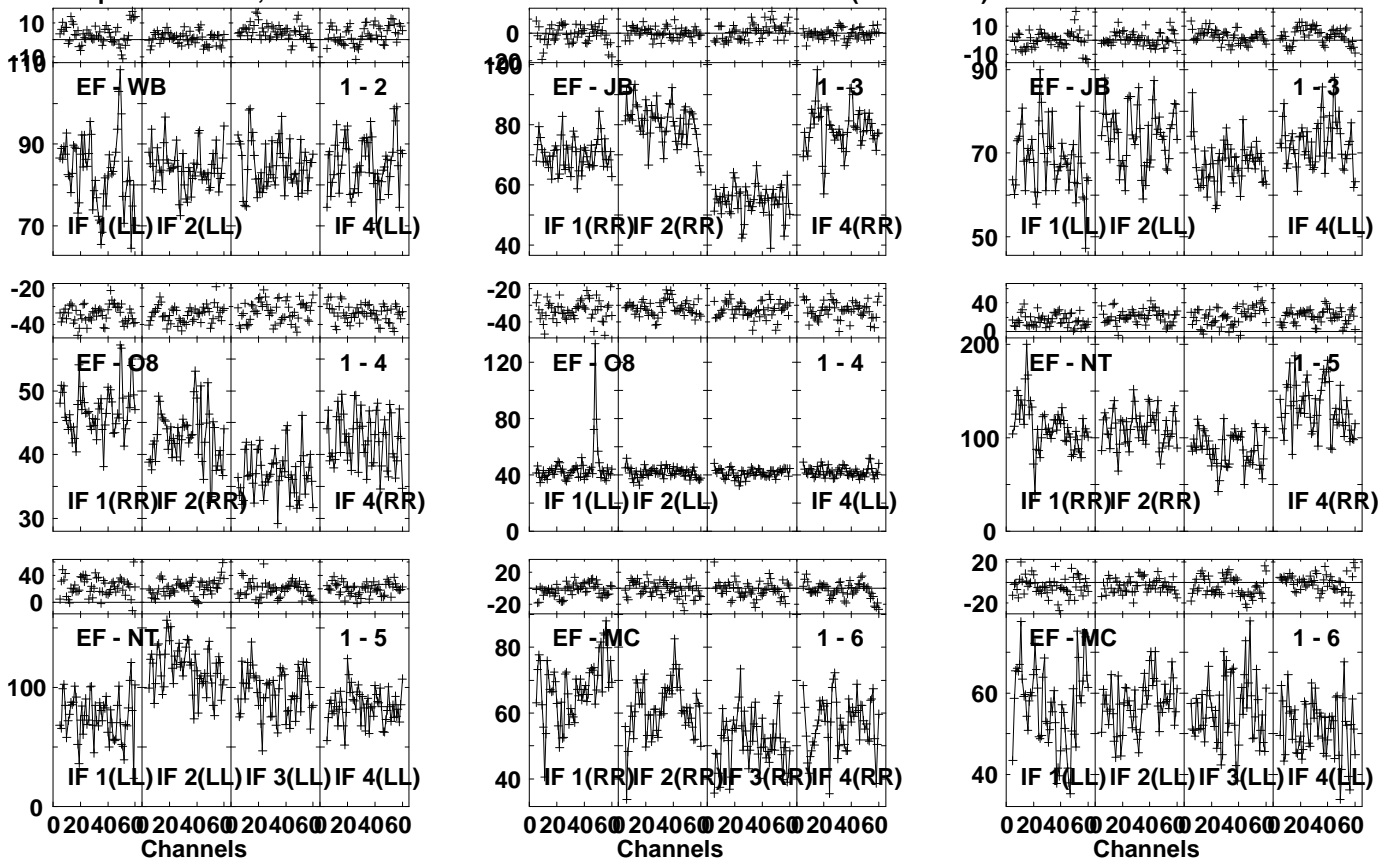 10
-10
110
EF - WB 1 - 2
90
70
IF 1(LL) IF 2(LL) IF 4(LL)
0
-20
100
EF - JB 1 - 3
80
60
40
IF 1(RR) IF 2(RR) IF 4(RR)
10
-10
90
EF - JB 1 - 3
70
50
IF 1(LL) IF 2(LL) IF 4(LL)
-20
-40
EF - O8 1 - 4
50
40
30
IF 1(RR) IF 2(RR) IF 4(RR)
-20
-40
EF - O8 1 - 4
120
80
40
0
IF 1(LL) IF 2(LL) IF 4(LL)
40
0
200
EF - NT 1 - 5
100
0
IF 1(RR) IF 2(RR) IF 4(RR)
40
0
EF - NT 1 - 5
100
0
IF 1(LL) IF 2(LL) IF 3(LL) IF 4(LL)
20
-20
EF - MC 1 - 6
80
60
40
IF 1(RR) IF 2(RR) IF 3(RR) IF 4(RR)
20
-20
EF - MC 1 - 6
60
40
IF 1(LL) IF 2(LL) IF 3(LL) IF 4(LL)
0 20 40 60 0 20 40 60 0 20 40 60 0 20 40 60
Channels
0 20 40 60 0 20 40 60 0 20 40 60 0 20 40 60
Channels
0 20 40 60 0 20 40 60 0 20 40 60 0 20 40 60
Channels